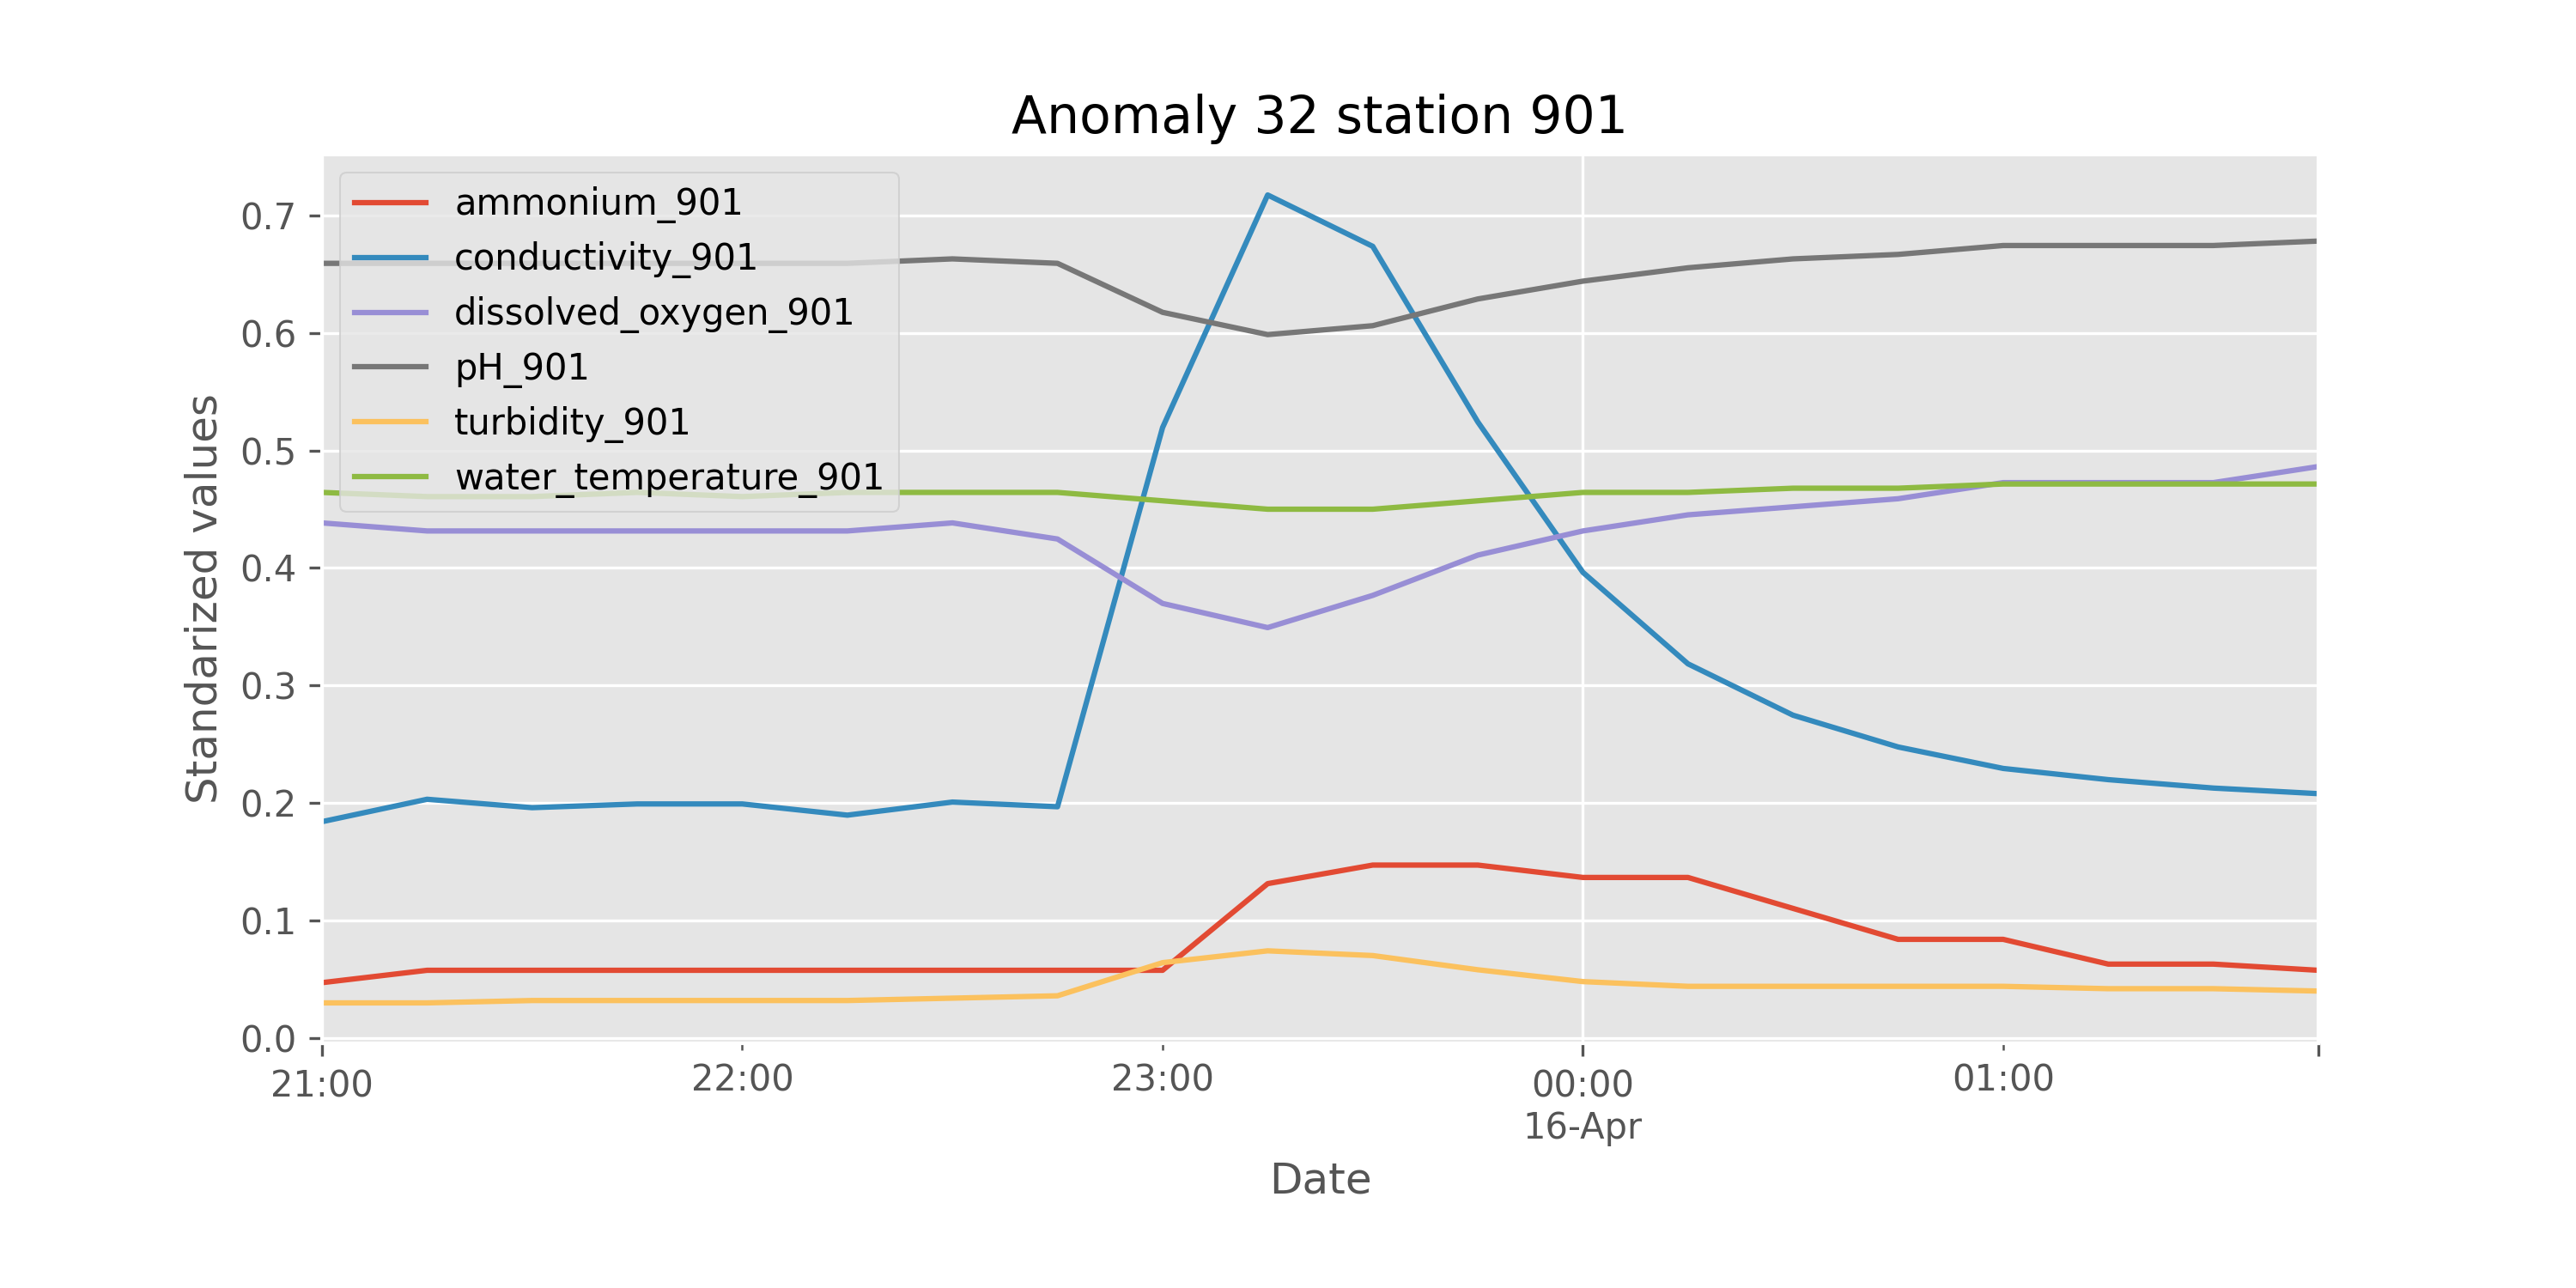 Anomaly 32 station 901
ammonium_901
conductivity_901
dissolved_oxygen_901
pH_901
turbidity_901
water_temperature_901
Standarized values
0.7
0.6
0.5
0.4
0.3
0.2
0.1
0.0
21:00 22:00 23:00 00:00 01:00
16-Apr
Date